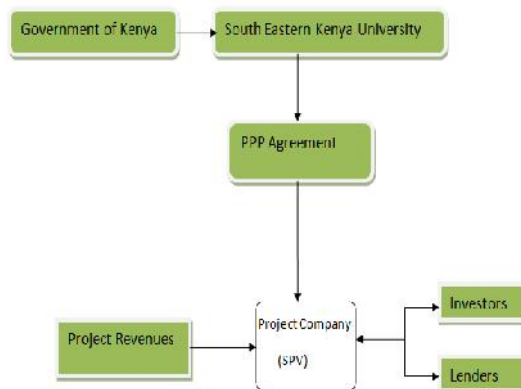 Government of Kenya
South Eastern Kenya University
PPP Agreement
Project Revenues
Project Company
(SPV)
Investors
Lenders